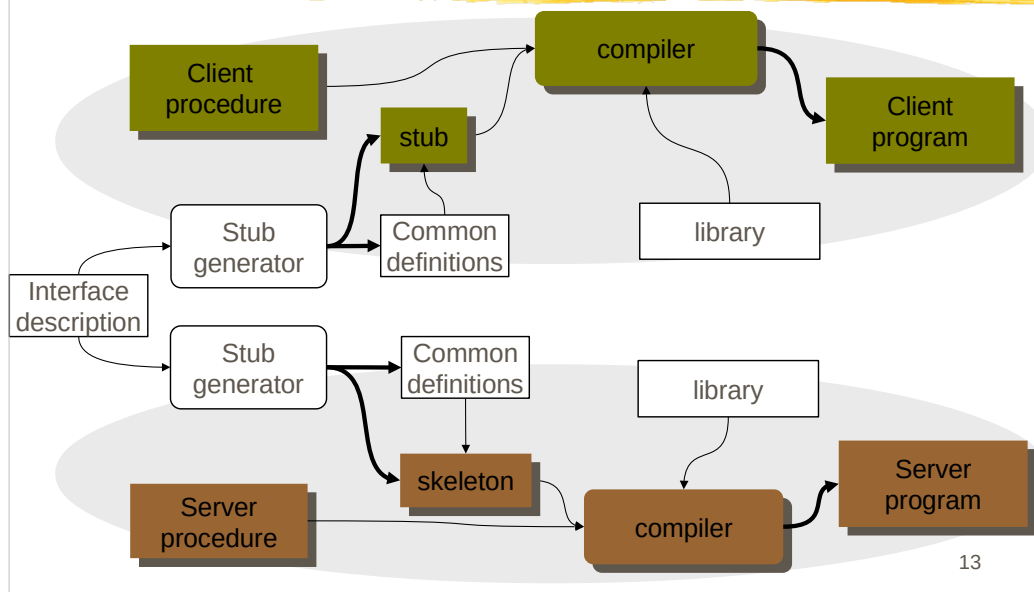 Client
procedure
compiler
Client
program
stub
Stub
generator
Common
definitions
library
Interface
description
Stub
generator
Common
definitions
library
skeleton
Server
procedure
compiler
Server
program
13